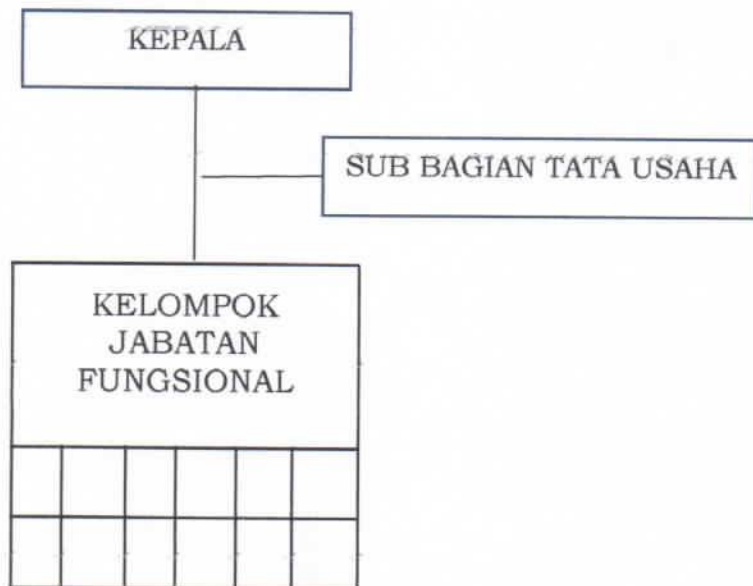 KEPALA
SUB BAGIAN TATA USAHA
KELOMPOK
JABATAN
FUNGSIONAL